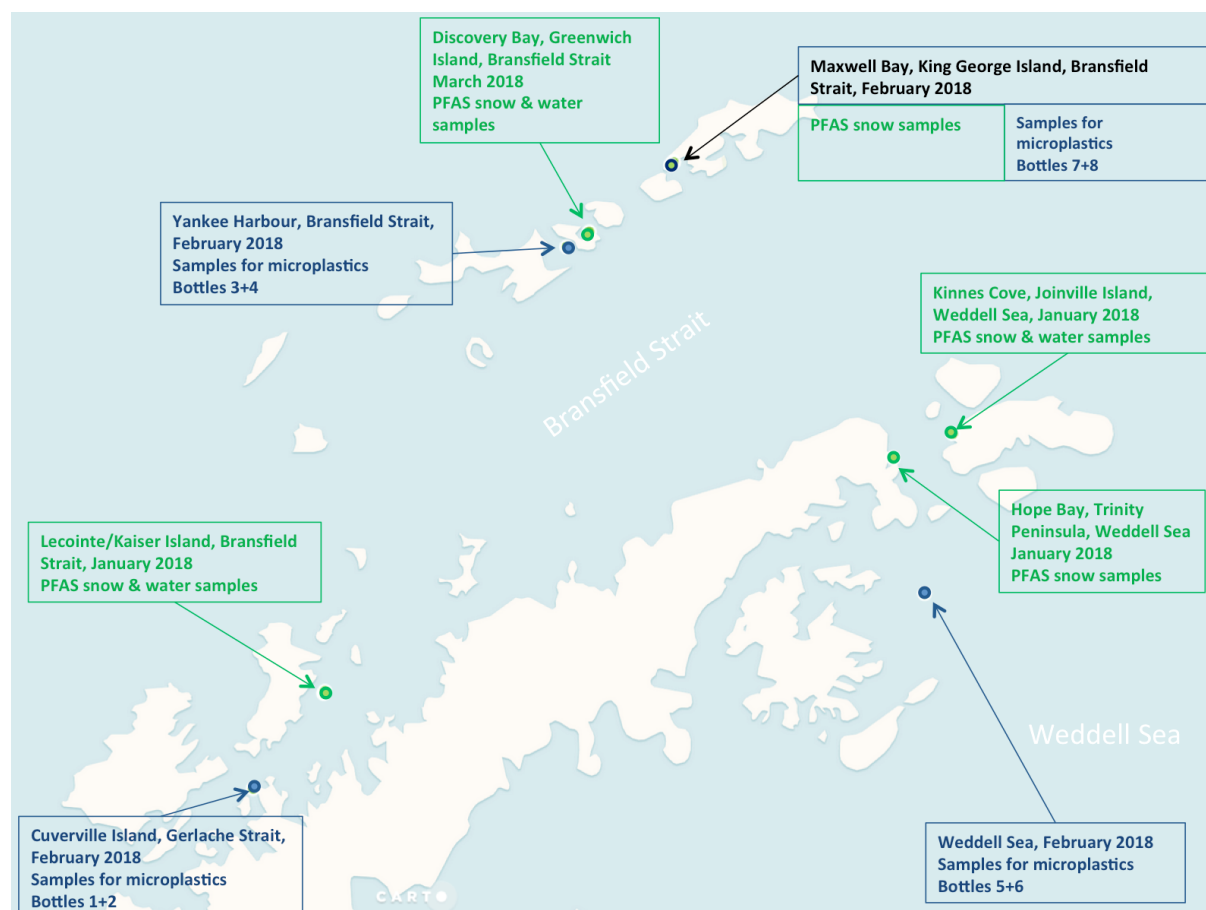 Discovery Bay, Greenwich
Island, Bransfield Strait
March 2018
PFAS snow & water
samples
Maxwell Bay, King George Island, Bransfield
Strait, February 2018
PFAS snow samples
Samples for
microplastics
Bottles 7+8
Yankee Harbour, Bransfield Strait,
February 2018
Samples for microplastics
Bottles 3+4
Kinnes Cove, Joinville Island,
Weddell Sea, January 2018
PFAS snow & water samples
Bransfield Strait
Hope Bay, Trinity
Peninsula, Weddell Sea
January 2018
PFAS snow samples
Lecointe/Kaiser Island, Bransfield
Strait, January 2018
PFAS snow & water samples
Weddell Sea
Cuverville Island, Gerlache Strait,
February 2018
Samples for microplastics
Bottles 1+2
Weddell Sea, February 2018
Samples for microplastics
Bottles 5+6
CARTO